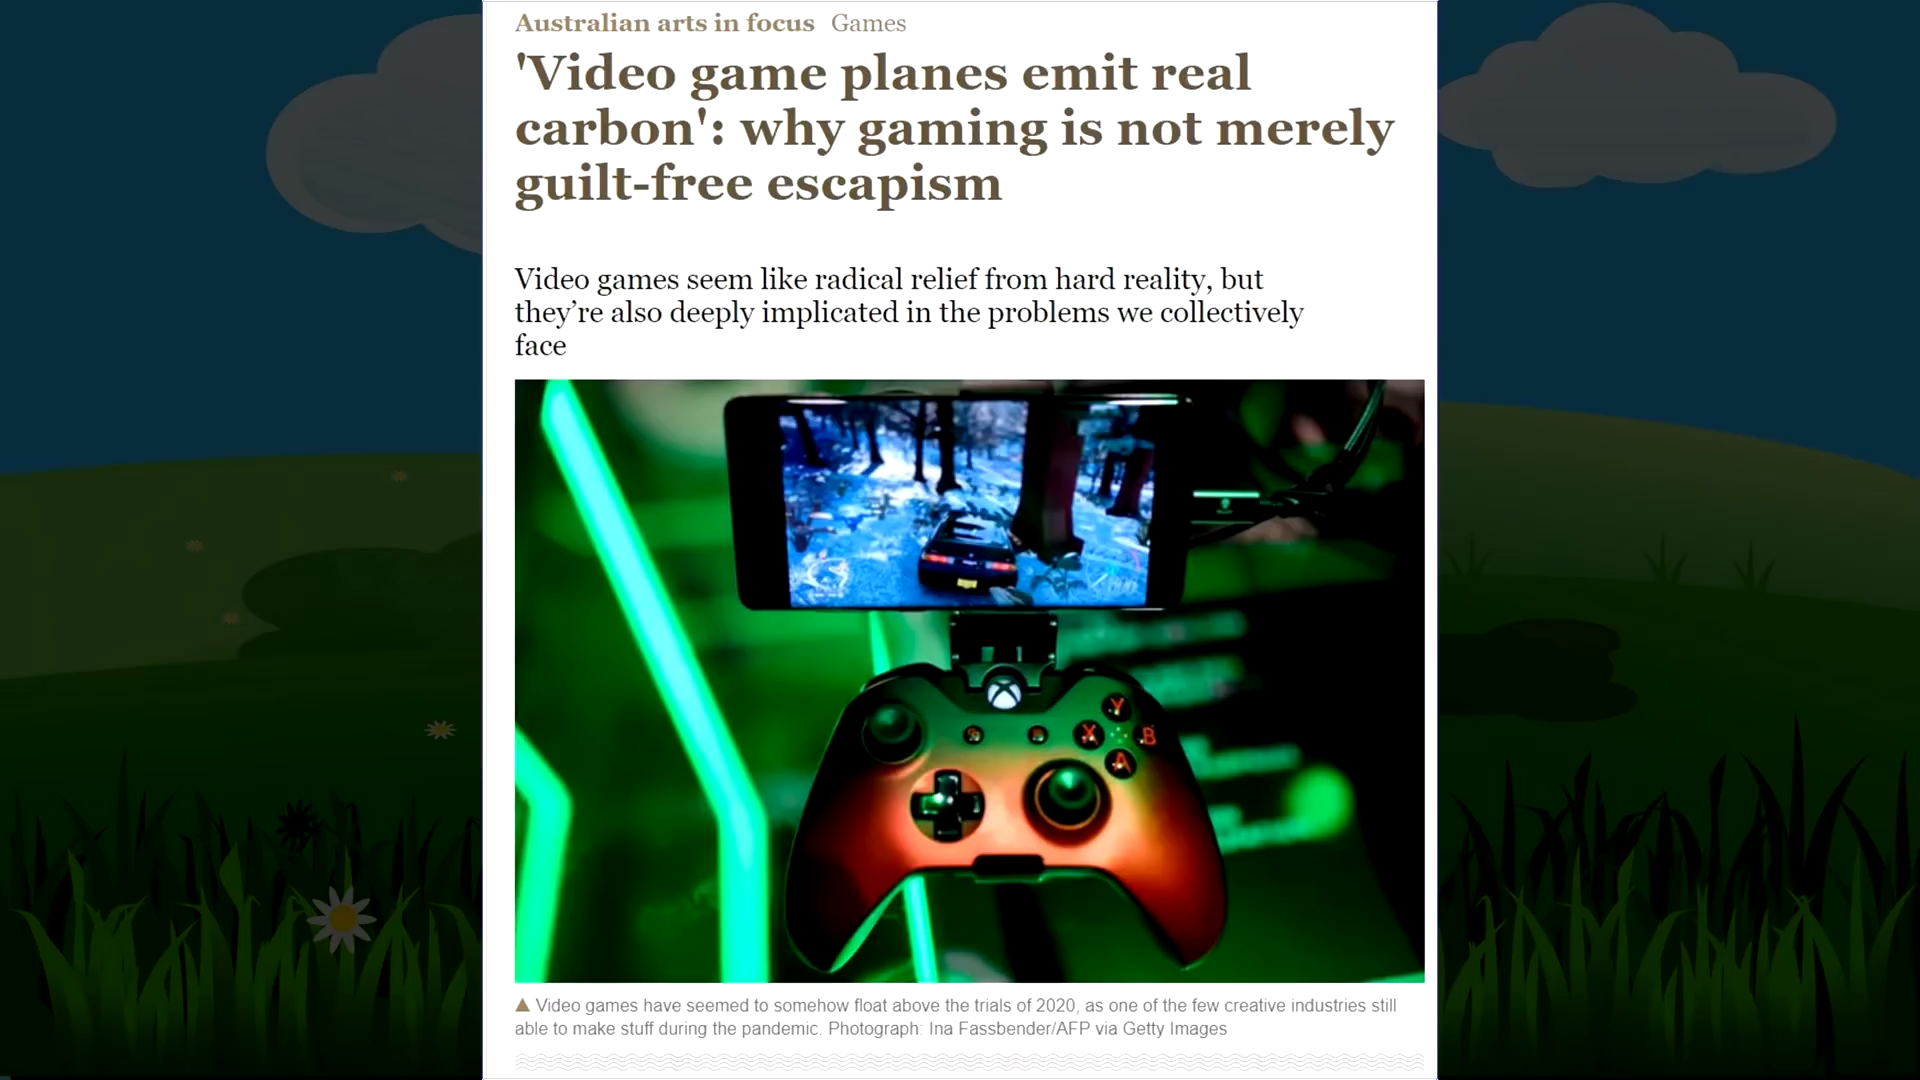 Australian arts in focus Games
'Video game planes emit real
carbon': why gaming is not merely
guilt-free escapism
Video games seem like radical relief from hard reality, but
they’re also deeply implicated in the problems we collectively
face
Y
X
B
A
▲ Video games have seemed to somehow float above the trials of 2020, as one of the few creative industries still
able to make stuff during the pandemic. Photograph: Ina Fassbender/AFP via Getty Images